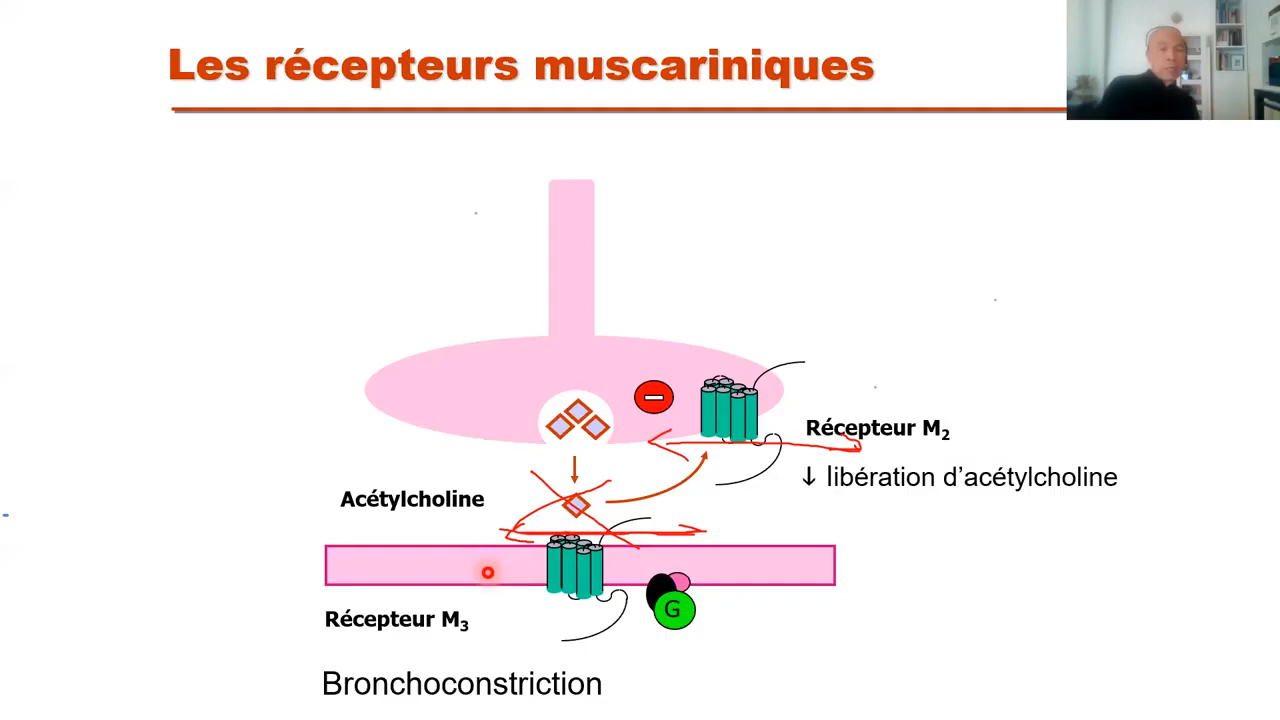 Les récepteurs muscariniques
Récepteur M₂
↓ libération d’acétylcholine
Acétylcholine
G
Récepteur M₃
Bronchoconstriction